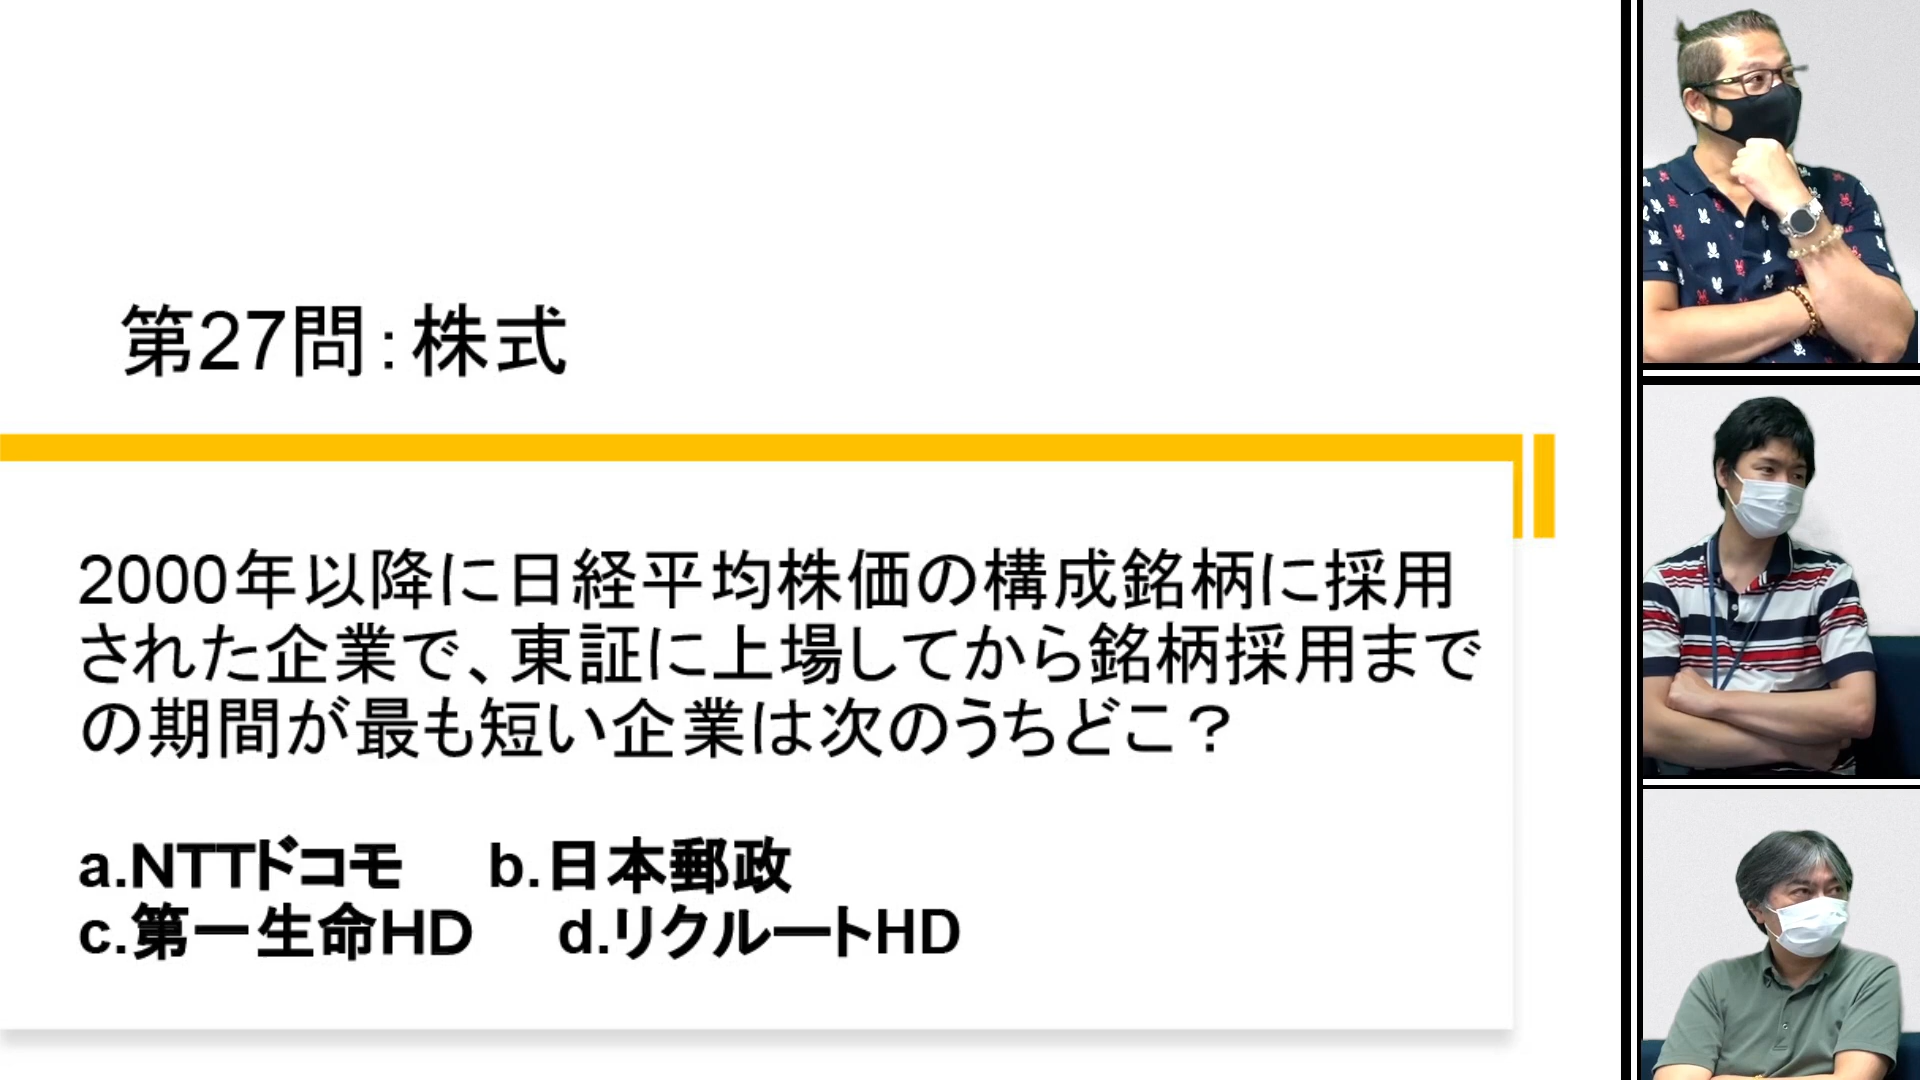 第27問：株式
2000年以降に日経平均株価の構成銘柄に採用
された企業で、東証に上場してから銘柄採用まで
の期間が最も短い企業は次のうちどこ？
a.NTTドコモ b.日本郵政
c.第一生命HD d.リクルートHD